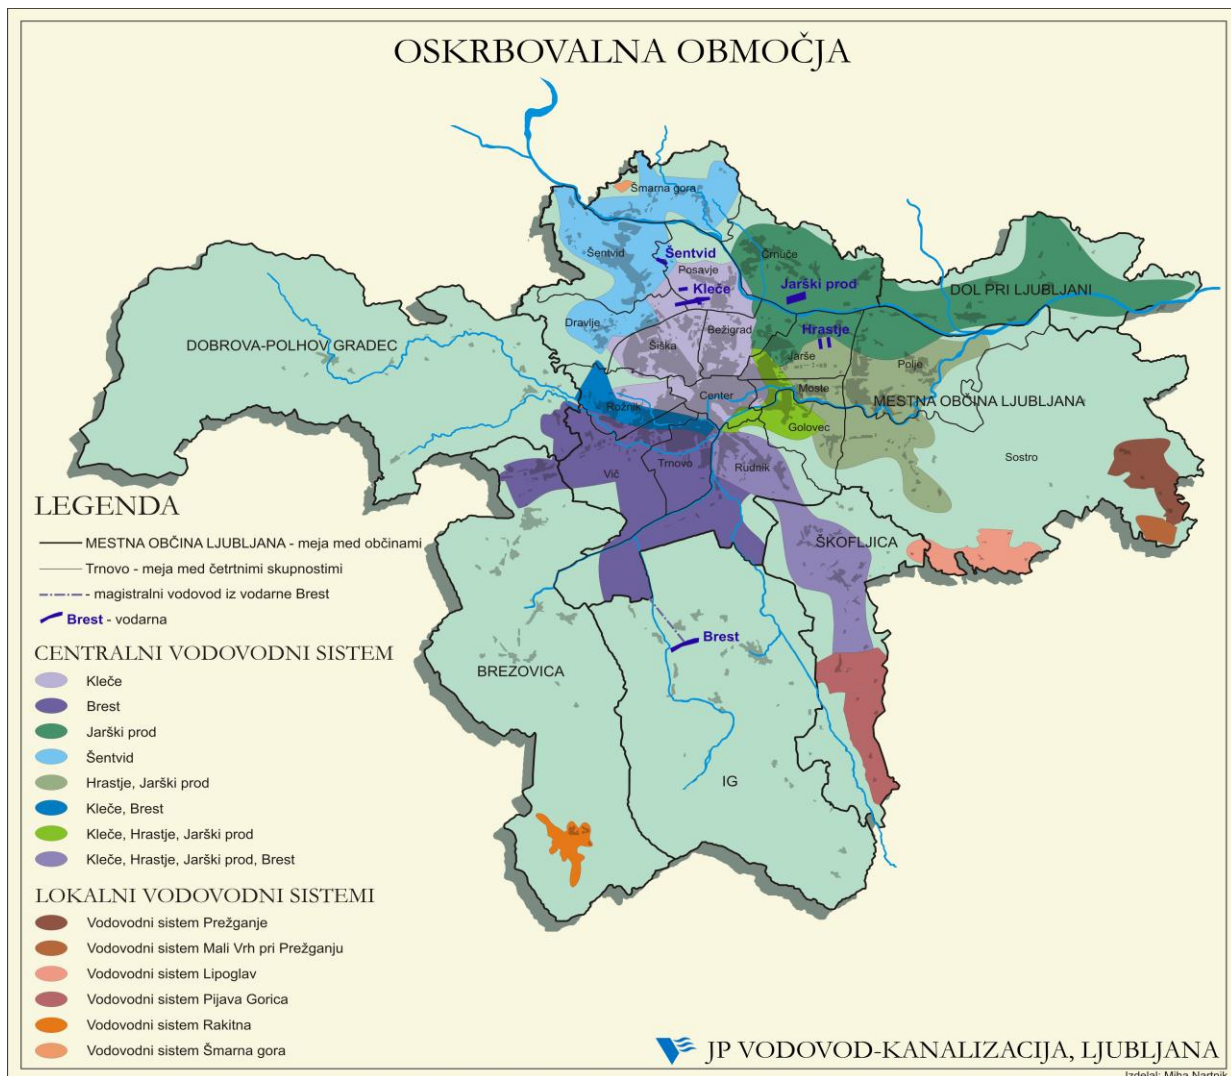 OSKRBOVALNA OBMOČJA
Šmarna gora
Šentvid
Šentvid
Črnuče
Posavje
Kleče
Jarški prod
DOL PRI LJUBLJANI
Dravlje
Bežigrad
Hrastje
DOBROVA-POLHOV GRADEC
Šiška
Jarše
Polje
Moste
Center
MESTNA OBČINA LJUBLJANA
Rožnik
Golovec
Sostro
Trnovo
Rudnik
Vič
ŠKOFLJICA
Brest
BREZOVICA
IG
LEGENDA
MESTNA OBČINA LJUBLJANA - meja med občinami
Trnovo - meja med četrtnimi skupnostimi
- magistralni vodovod iz vodarne Brest
Brest - vodarna
CENTRALNI VODOVODNI SISTEM
Kleče
Brest
Jarški prod
Šentvid
Hrastje, Jarški prod
Kleče, Brest
Kleče, Hrastje, Jarški prod
Kleče, Hrastje, Jarški prod, Brest
LOKALNI VODOVODNI SISTEMI
Vodovodni sistem Prežganje
Vodovodni sistem Mali Vrh pri Prežganju
Vodovodni sistem Lipoglav
Vodovodni sistem Pijava Gorica
Vodovodni sistem Rakitna
Vodovodni sistem Šmarna gora
JP VODOVOD-KANALIZACIJA, LJUBLJANA
Izdelal: Miha Nartnik